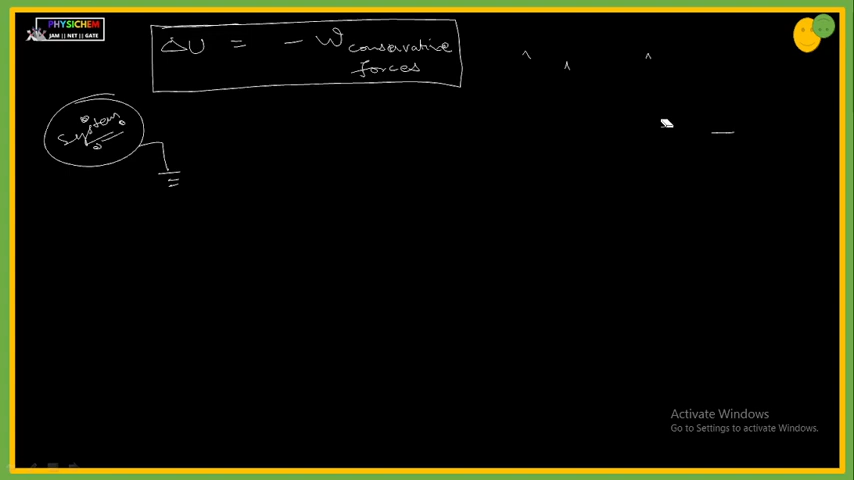 PHYSICHEM
JAM || NET || GATE
ΔU = - W conservative
forces
System
Activate Windows
Go to Settings to activate Windows.